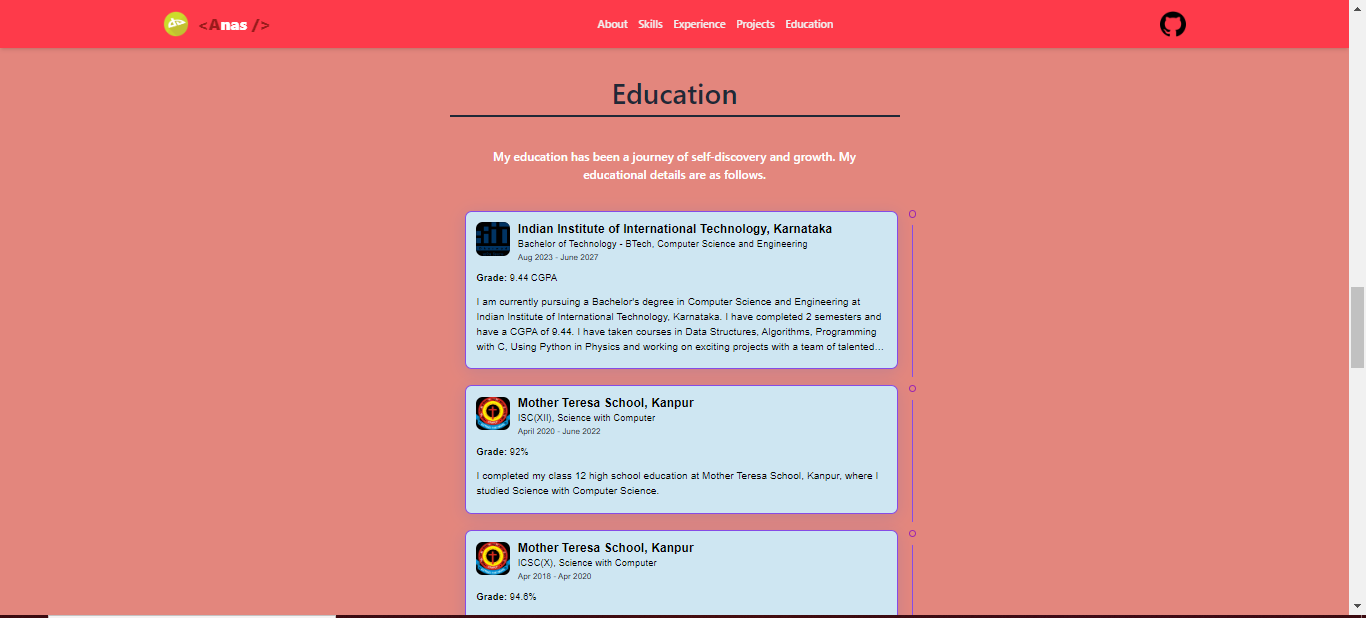 <Anas />
About Skills Experience Projects Education
Education
My education has been a journey of self-discovery and growth. My
educational details are as follows.
Indian Institute of International Technology, Karnataka
Bachelor of Technology - BTech, Computer Science and Engineering
Aug 2023 - June 2027
Grade: 9.44 CGPA
I am currently pursuing a Bachelor's degree in Computer Science and Engineering at
Indian Institute of International Technology, Karnataka. I have completed 2 semesters and
have a CGPA of 9.44. I have taken courses in Data Structures, Algorithms, Programming
with C, Using Python in Physics and working on exciting projects with a team of talented...
Mother Teresa School, Kanpur
ISC(XII), Science with Computer
April 2020 - June 2022
Grade: 92%
I completed my class 12 high school education at Mother Teresa School, Kanpur, where I
studied Science with Computer Science.
Mother Teresa School, Kanpur
ICSC(X), Science with Computer
Apr 2018 - Apr 2020
Grade: 94.6%